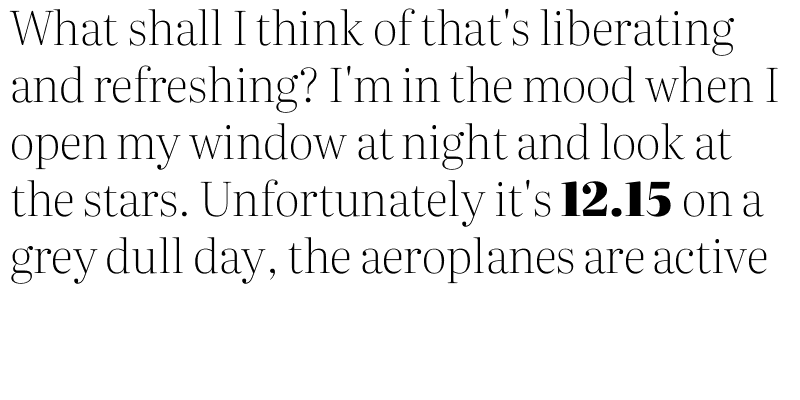 What shall I think of that's liberating
and refreshing? I'm in the mood when I
open my window at night and look at
the stars. Unfortunately it's 12.15 on a
grey dull day, the aeroplanes are active